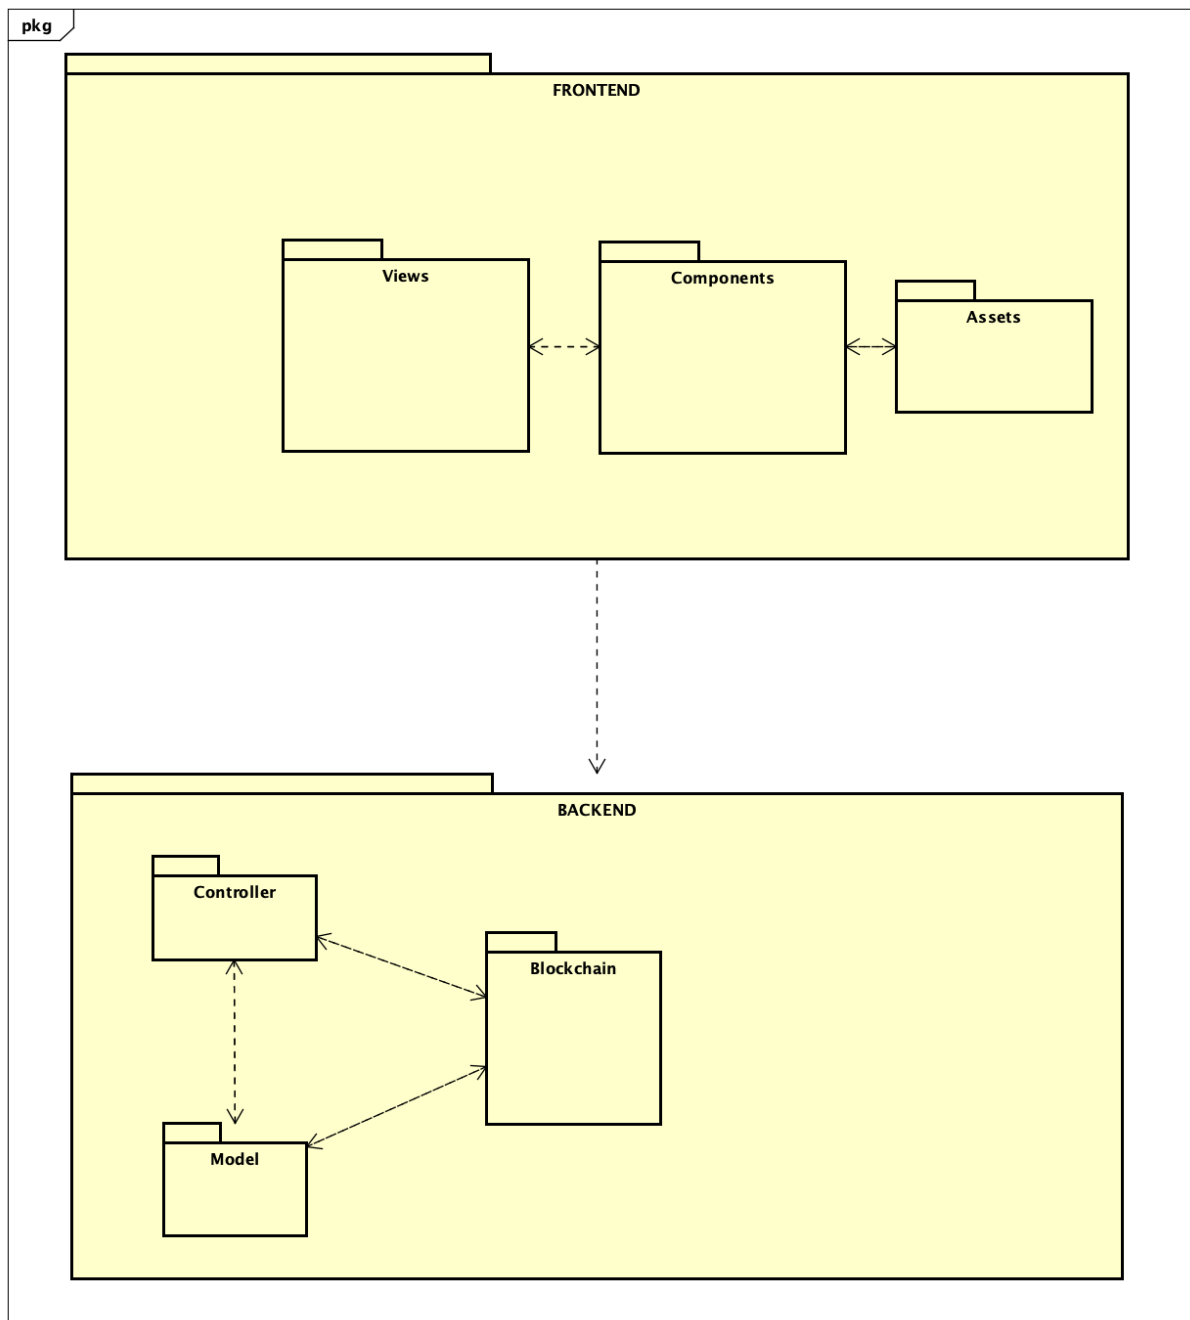 pkg
FRONTEND
Views
Components
Assets
BACKEND
Controller
Blockchain
Model